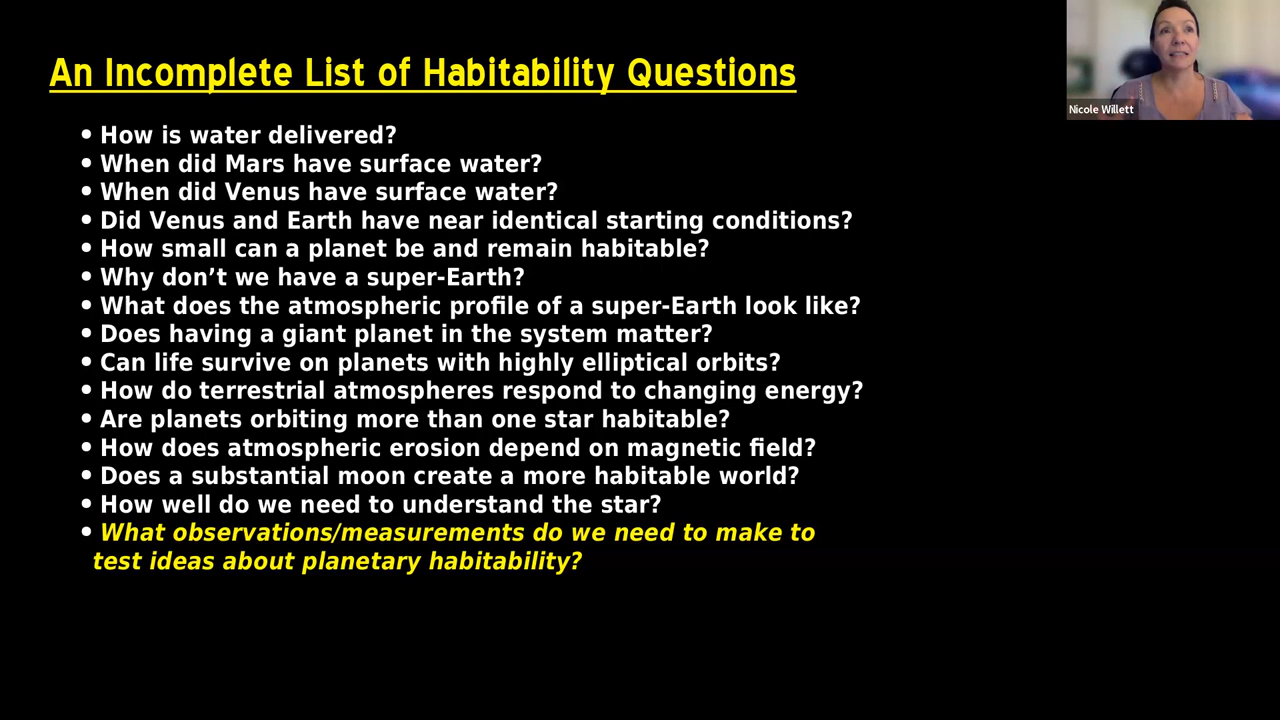 An Incomplete List of Habitability Questions
Nicole Willett
• How is water delivered?
• When did Mars have surface water?
• When did Venus have surface water?
• Did Venus and Earth have near identical starting conditions?
• How small can a planet be and remain habitable?
• Why don’t we have a super-Earth?
• What does the atmospheric profile of a super-Earth look like?
• Does having a giant planet in the system matter?
• Can life survive on planets with highly elliptical orbits?
• How do terrestrial atmospheres respond to changing energy?
• Are planets orbiting more than one star habitable?
• How does atmospheric erosion depend on magnetic field?
• Does a substantial moon create a more habitable world?
• How well do we need to understand the star?
• What observations/measurements do we need to make to
test ideas about planetary habitability?